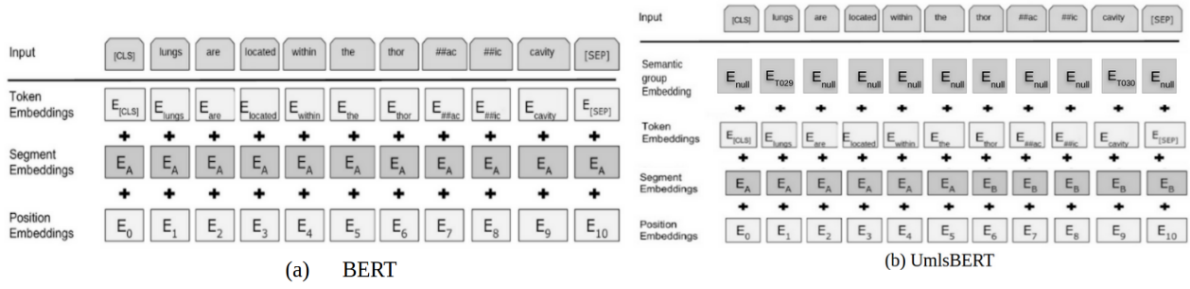 Input [CLS] lungs are located within the thor ##ac ##ic cavity [SEP]
Token
Embeddings
E[CLS] Elungs Eare Elocated Ewithin Ethe Ethor E##ac E##ic Ecavity E[SEP]
+ + + + + + + + + + +
Segment
Embeddings
EA EA EA EA EA EA EA EA EA EA EA
+ + + + + + + + + + +
Position
Embeddings
E0 E1 E2 E3 E4 E5 E6 E7 E8 E9 E10
(a) BERT
Input [CLS] lungs are located within the thor ##ac ##ic cavity [SEP]
Semantic
group
Embedding
Enull ET029 Enull Enull Enull Enull Enull Enull Enull ET030 Enull
+ + + + + + + + + + +
Token
Embeddings
E[CLS] Elungs Eare Elocated Ewithin Ethe Ethor E##ac E##ic Ecavity E[SEP]
+ + + + + + + + + + +
Segment
Embeddings
EA EA EA EA EA EA EB EB EB EB EB
+ + + + + + + + + + +
Position
Embeddings
E0 E1 E2 E3 E4 E5 E6 E7 E8 E9 E10
(b) UmlsBERT